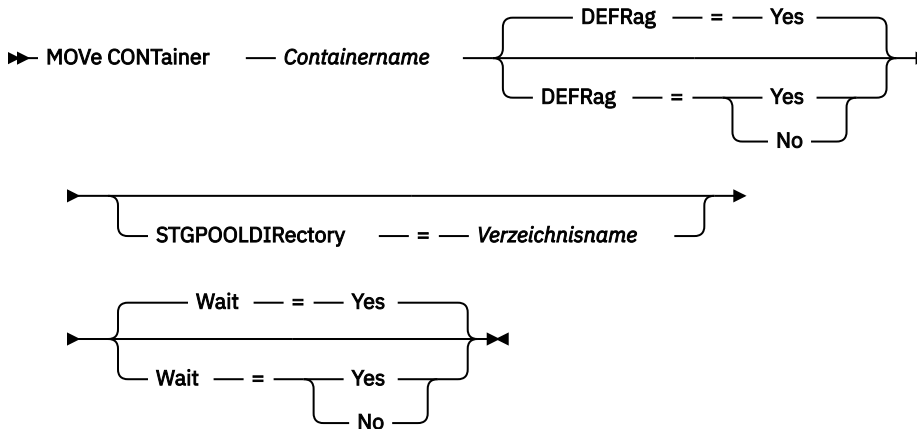 DEFRag = Yes
MOVe CONTainer Containername
DEFRag = Yes
No
STGPOOLDIRectory = Verzeichnisname
Wait = Yes
Wait = Yes
No